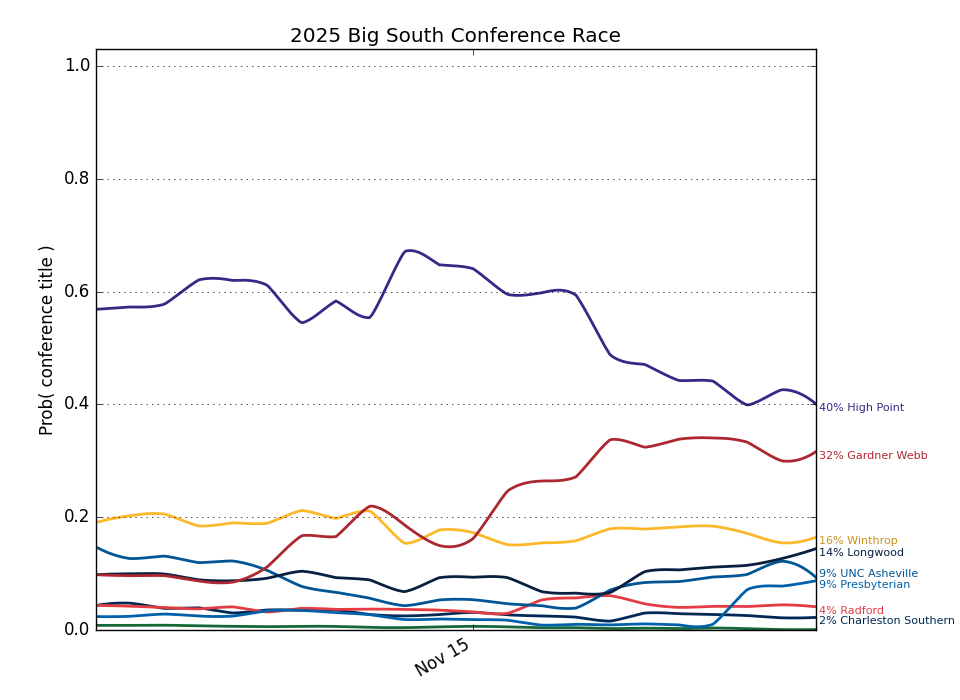 2025 Big South Conference Race
1.0
0.8
0.6
0.4
0.2
0.0
Prob( conference title )
Nov 15
40% High Point
32% Gardner Webb
16% Winthrop
14% Longwood
9% UNC Asheville
9% Presbyterian
4% Radford
2% Charleston Southern